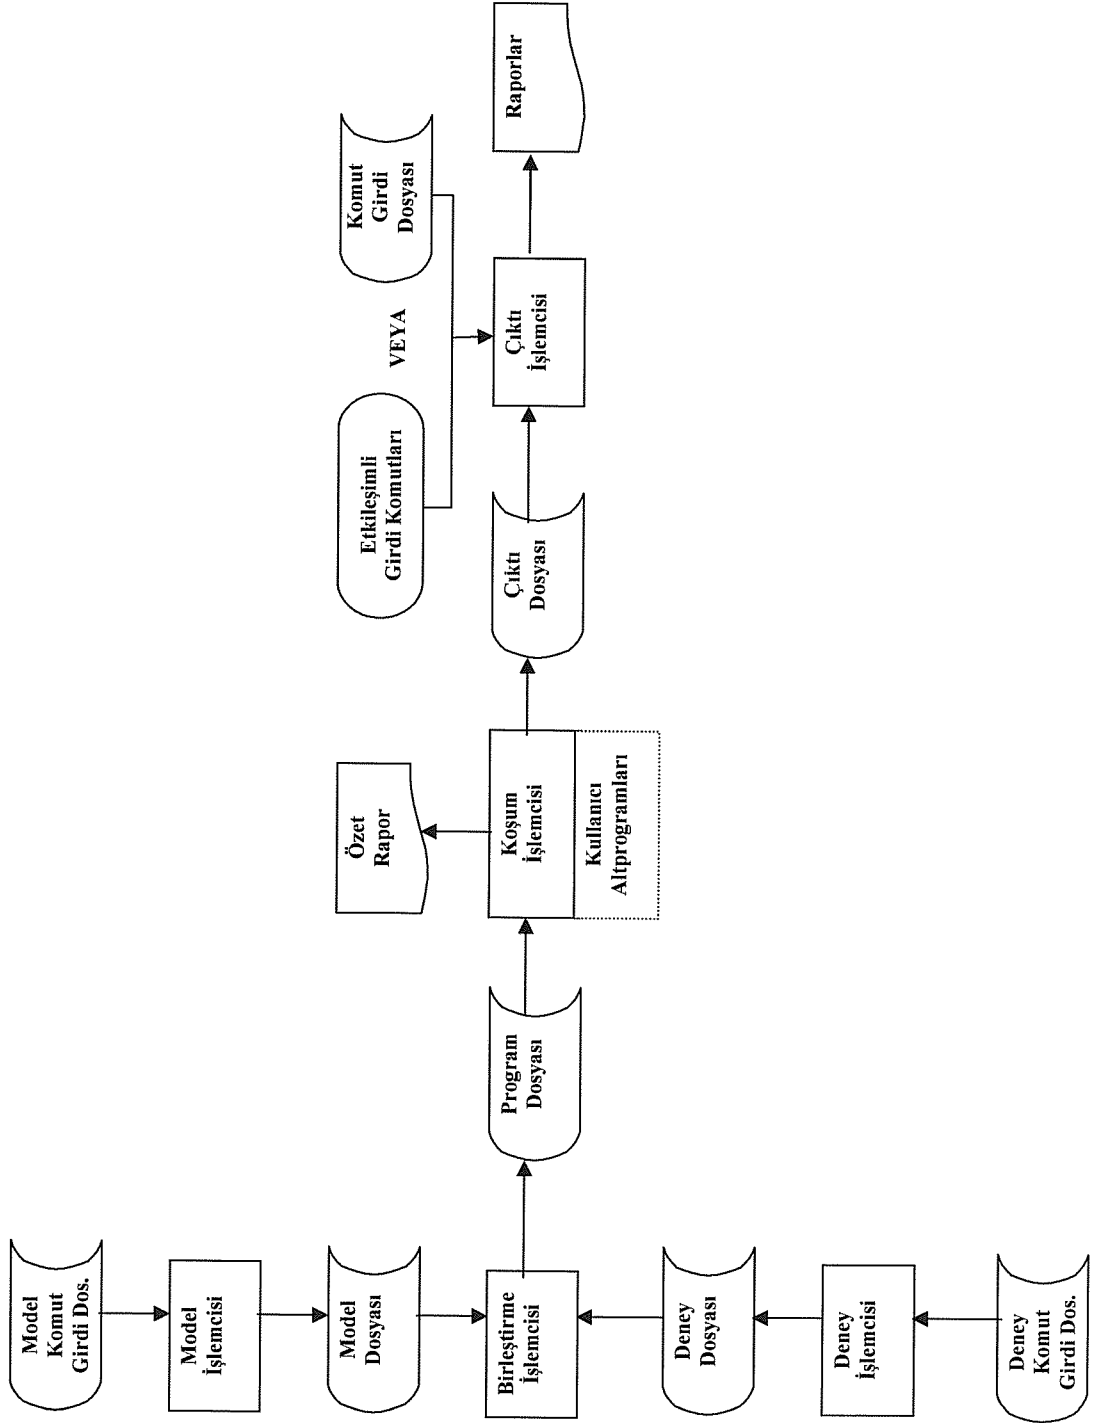 Model
Komut
Girdi Dos.
Model
İşlemcisi
Model
Dosyası
Birleştirme
İşlemcisi
Deney
Dosyası
Deney
İşlemcisi
Deney
Komut
Girdi Dos.
Program
Dosyası
Özet
Rapor
Koşum
İşlemcisi
Kullanıcı
Altprogramları
Çıktı
Dosyası
Etkileşimli
Girdi Komutları
VEYA
Komut
Girdi
Dosyası
Çıktı
İşlemcisi
Raporlar